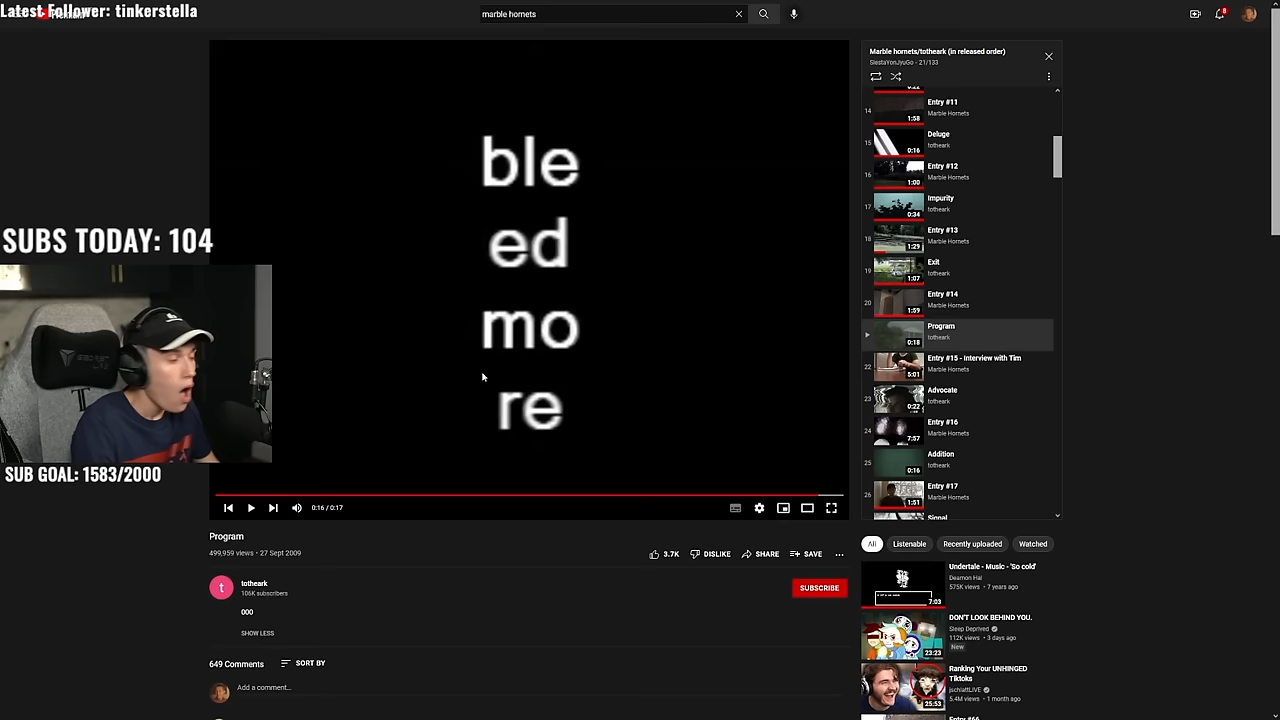 Latest Follower: tinkerstella
marble hornets
8
ble
ed
mo
re
SUBS TODAY: 104
SUB GOAL: 1583/2000
0:16 / 0:17
Program
499,959 views • 27 Sept 2009
3.7K
DISLIKE
SHARE
SAVE
t
totheark
106K subscribers
SUBSCRIBE
000
SHOW LESS
649 Comments
SORT BY
Add a comment...
Marble hornets/totheark (in released order)
SiestaYonJyuGo - 21/133
14
1:58
Entry #11
Marble Hornets
15
0:16
Deluge
totheark
16
1:00
Entry #12
Marble Hornets
17
0:34
Impurity
totheark
18
1:29
Entry #13
Marble Hornets
19
1:07
Exit
totheark
20
1:59
Entry #14
Marble Hornets
0:18
Program
totheark
22
5:01
Entry #15 - Interview with Tim
Marble Hornets
23
0:22
Advocate
totheark
24
7:57
Entry #16
Marble Hornets
25
0:16
Addition
totheark
26
1:51
Entry #17
Marble Hornets
Signal
All
Listenable
Recently uploaded
Watched
7:03
Undertale - Music - 'So cold'
Deamon Hai
575K views • 7 years ago
23:23
DON'T LOOK BEHIND YOU.
Sleep Deprived
112K views • 3 days ago
New
25:53
Ranking Your UNHINGED
Tiktoks
jschlattLIVE
5.4M views • 1 month ago
Entry #66